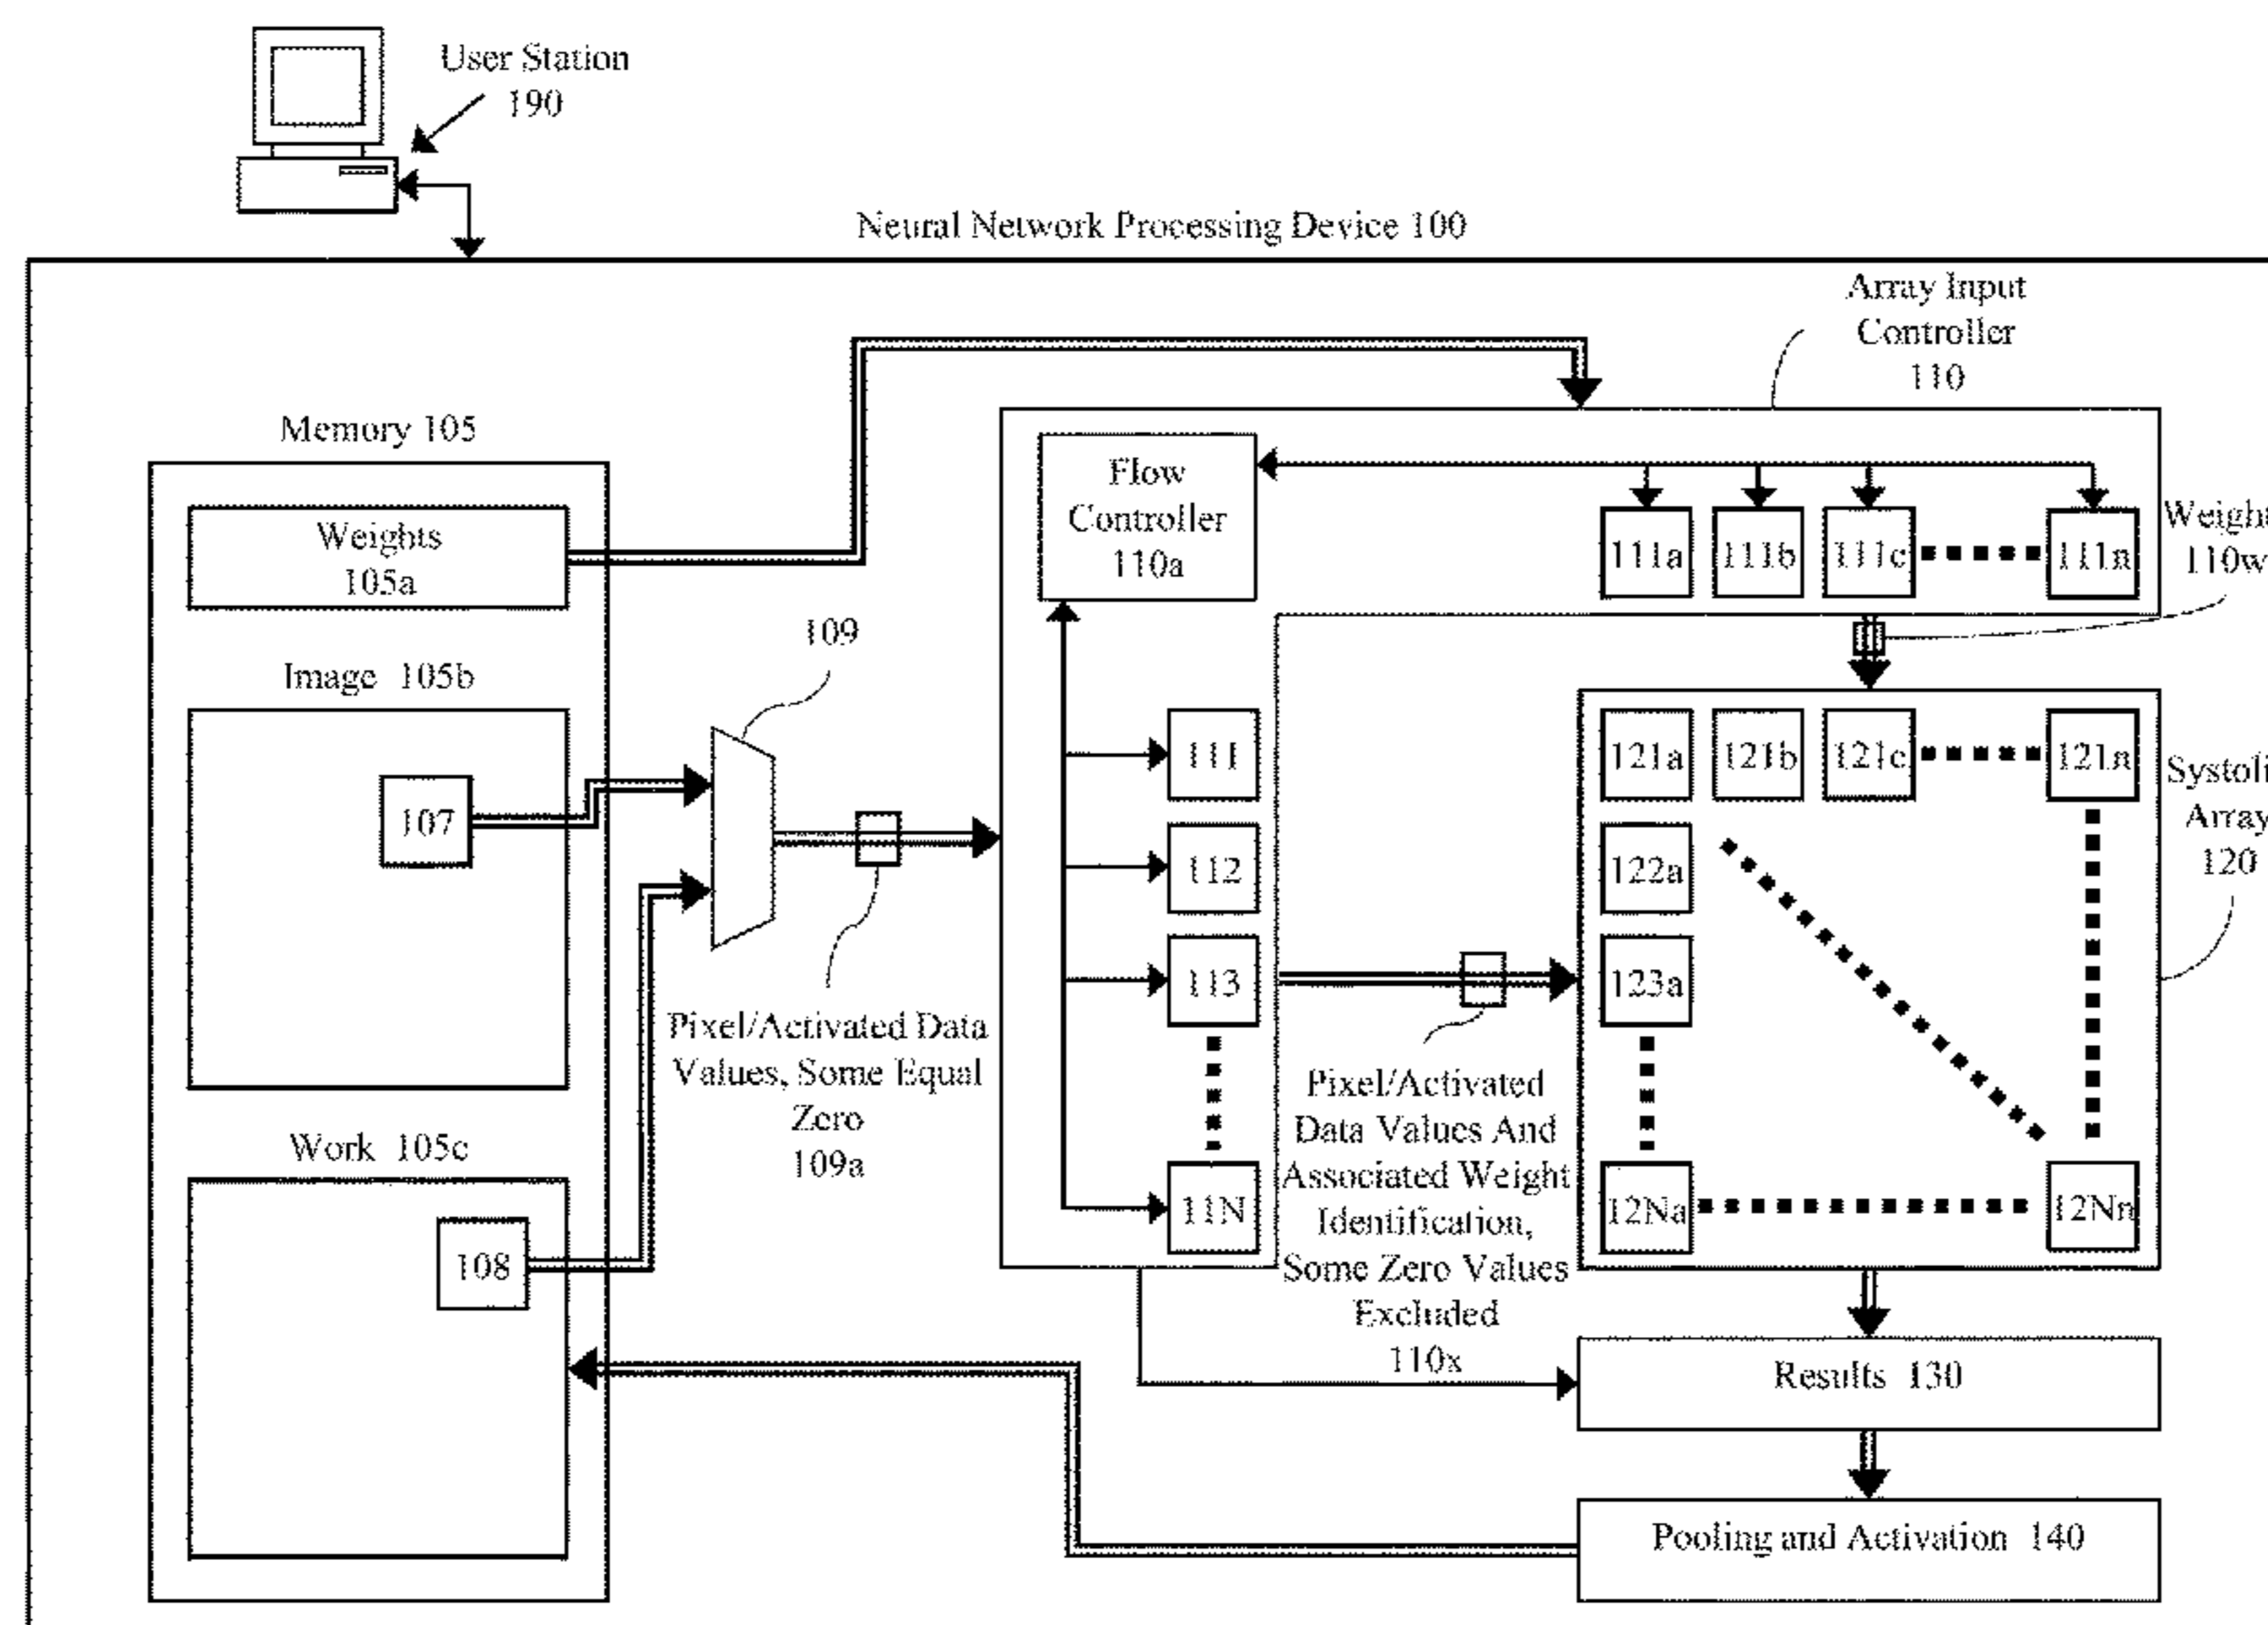 User Station
190
Neural Network Processing Device 100
Array Input
Controller
110
Memory 105
Weights
105a
Flow
Controller
110a
111a 111b 111c 111n
110w
Image 105b
107
109
111
112
113
11N
121a 121b 121c 121n
122a
123a
12Na 12Nn
Array
120
Pixel/Activated Data
Values, Some Equal
Zero
109a
Pixel/Activated
Data Values And
Associated Weight
Identification,
Some Zero Values
Excluded
110x
Work 105c
108
Results 130
Pooling and Activation 140